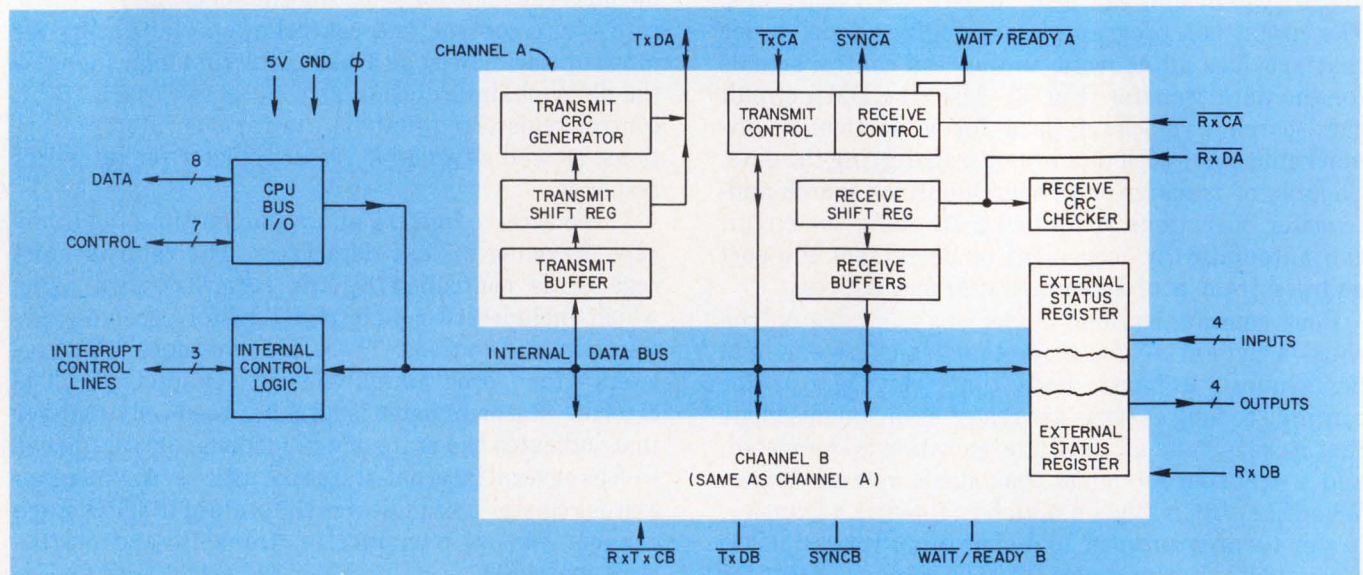 CHANNEL A
TxDA
TxCA
SYNCA
WAIT/READY A
5V GND ϕ
TRANSMIT
CRC
GENERATOR
TRANSMIT
CONTROL
RECEIVE
CONTROL
RxCA
RxDA
DATA
8
CONTROL
7
CPU
BUS
I/O
TRANSMIT
SHIFT REG
RECEIVE
SHIFT REG
RECEIVE
CRC
CHECKER
TRANSMIT
BUFFER
RECEIVE
BUFFERS
EXTERNAL
STATUS
REGISTER
INTERRUPT
CONTROL
LINES
3
INTERNAL
CONTROL
LOGIC
INTERNAL DATA BUS
4
INPUTS
4
OUTPUTS
EXTERNAL
STATUS
REGISTER
CHANNEL B
(SAME AS CHANNEL A)
RxDB
RxTxCB
TxDB
SYNCB
WAIT/READY B